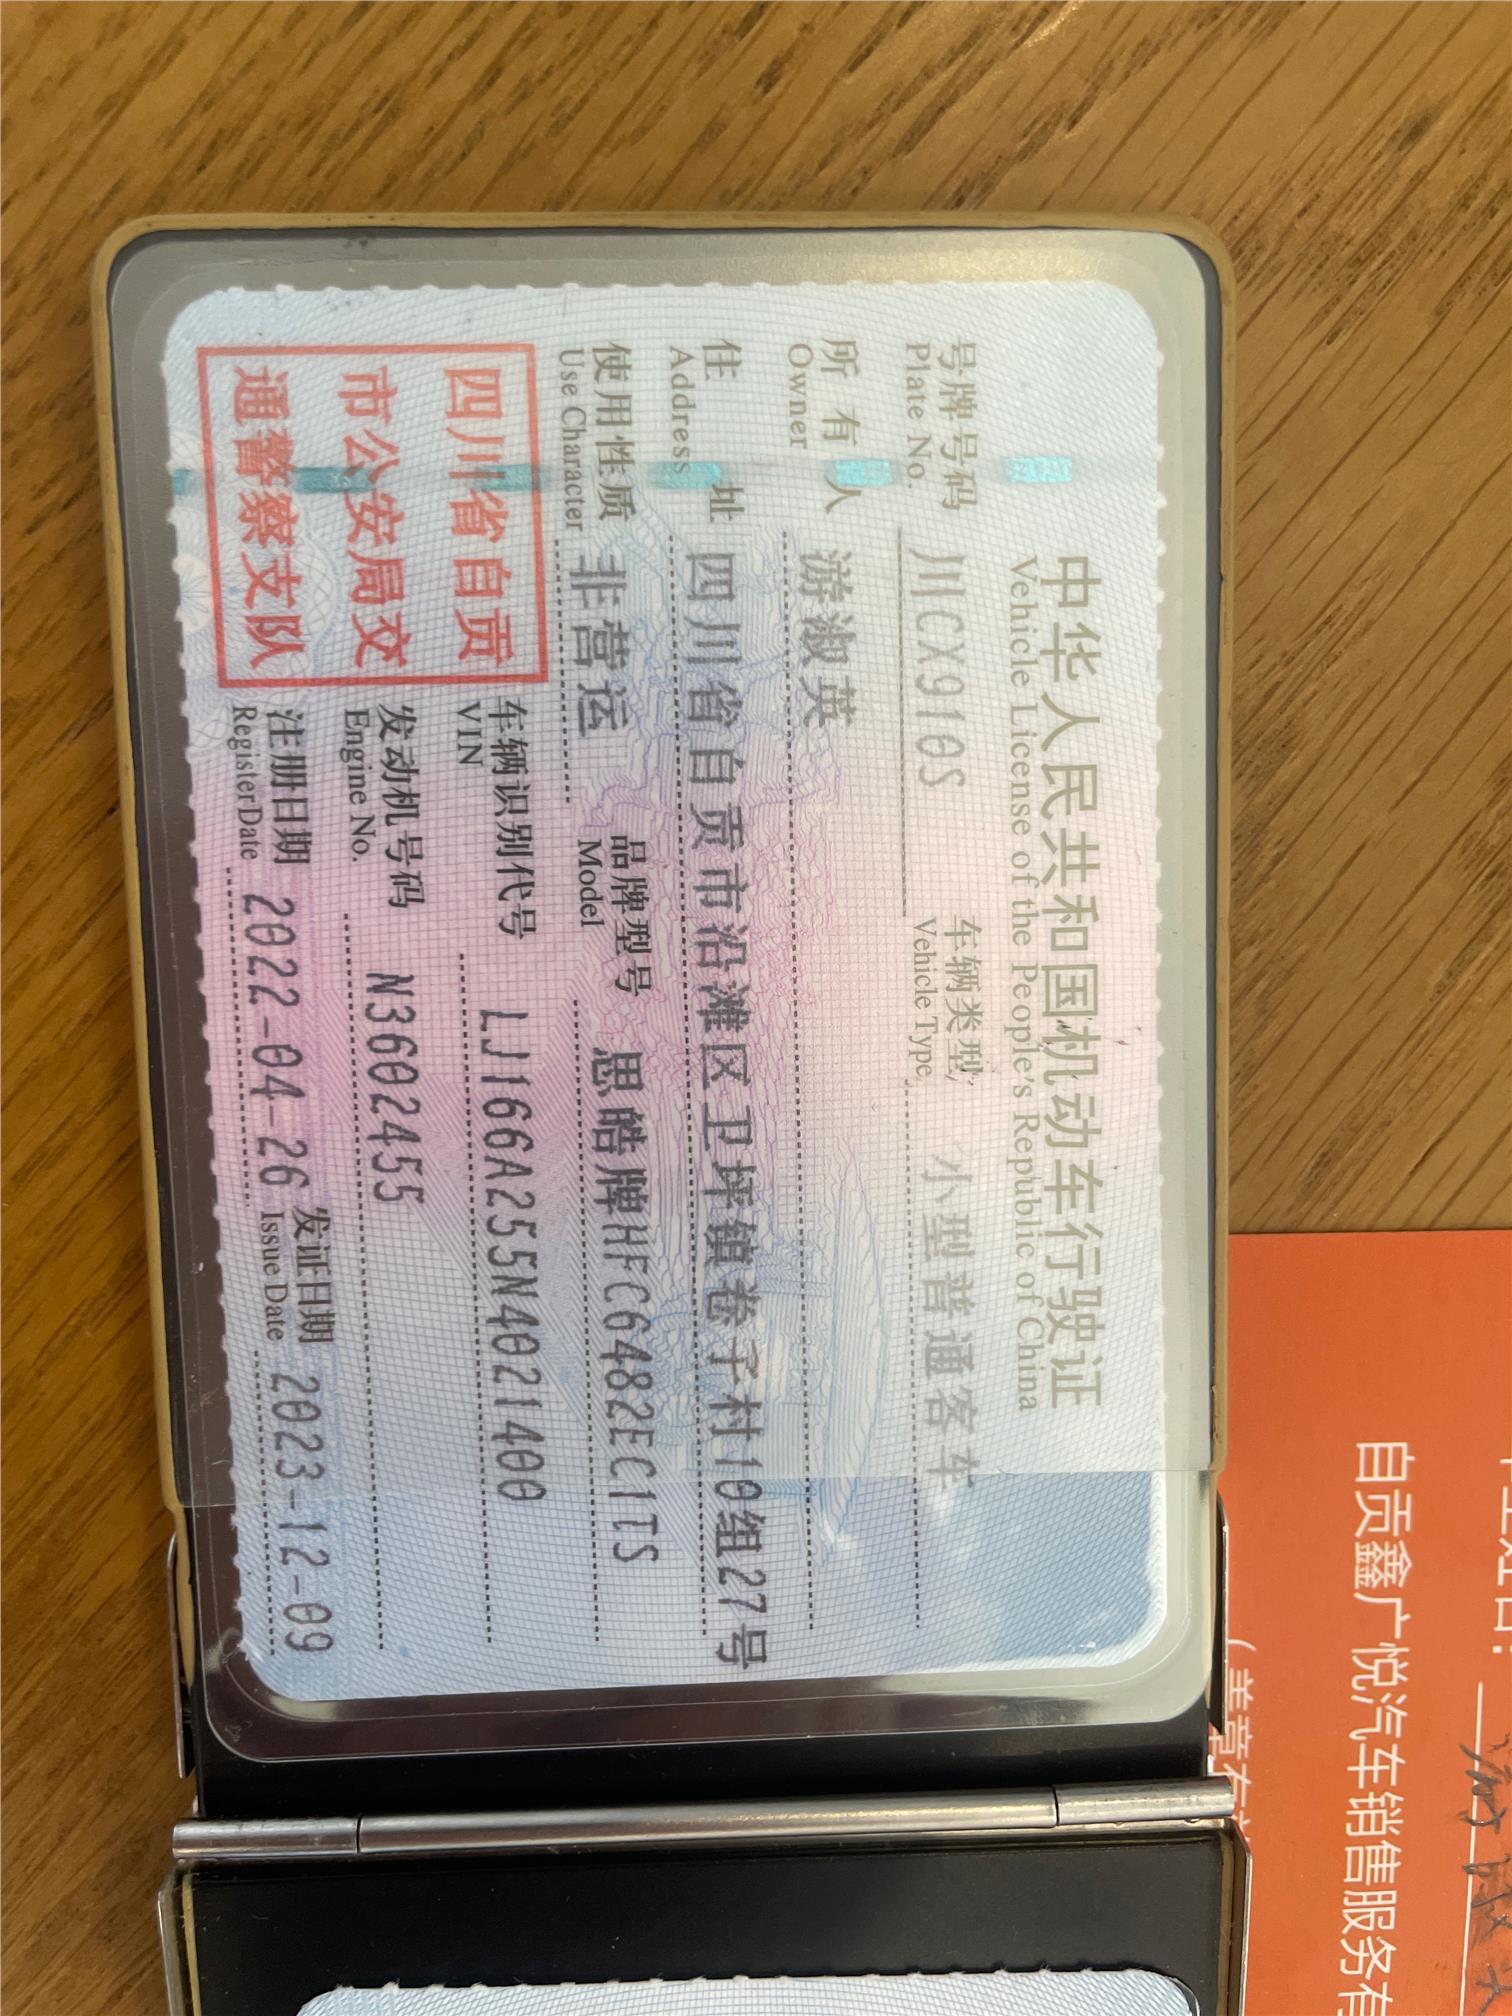 中华人民共和国机动车行驶证
Vehicle License of the People's Republic of China
号牌号码 川CX910S 车辆类型 小型普通客车
Plate No. Vehicle Type
所有人 游淑英
Owner
住址 四川省自贡市沿滩区卫坪镇卷子村10组27号
Address
使用性质 非营运 品牌型号 思皓牌HFC6482EC1TS
Use Character Model
四川省自贡
市公安局交
通警察支队
车辆识别代号 LJ166A255N4021400
VIN
发动机号码 N3602455
Engine No.
注册日期 2022-04-26 发证日期 2023-12-09
Register Date Issue Date
自贡鑫广悦汽车销售服务有